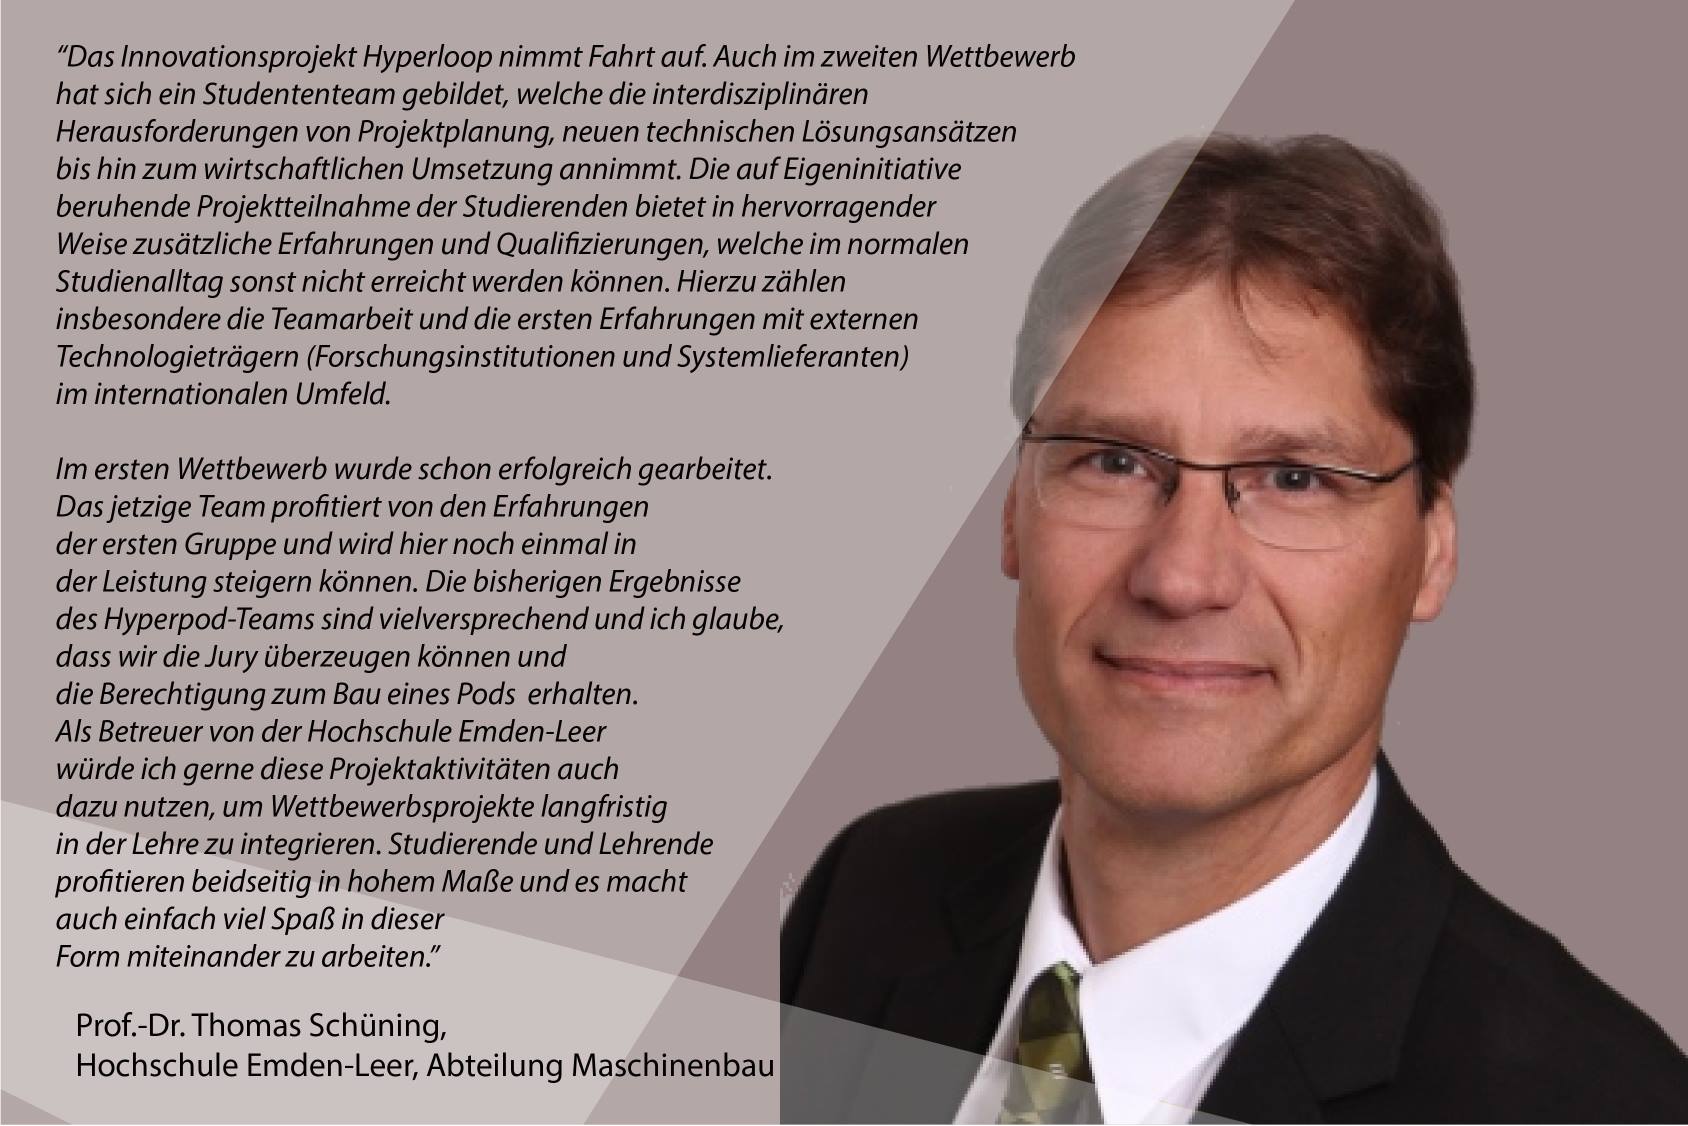 “Das Innovationsprojekt Hyperloop nimmt Fahrt auf. Auch im zweiten Wettbewerb
hat sich ein Studententeam gebildet, welche die interdisziplinären
Herausforderungen von Projektplanung, neuen technischen Lösungsansätzen
bis hin zum wirtschaftlichen Umsetzung annimmt. Die auf Eigeninitiative
beruhende Projektteilnahme der Studierenden bietet in hervorragender
Weise zusätzliche Erfahrungen und Qualifizierungen, welche im normalen
Studienalltag sonst nicht erreicht werden können. Hierzu zählen
insbesondere die Teamarbeit und die ersten Erfahrungen mit externen
Technologieträgern (Forschungsinstitutionen und Systemlieferanten)
im internationalen Umfeld.
Im ersten Wettbewerb wurde schon erfolgreich gearbeitet.
Das jetzige Team profitiert von den Erfahrungen
der ersten Gruppe und wird hier noch einmal in
der Leistung steigern können. Die bisherigen Ergebnisse
des Hyperpod-Teams sind vielversprechend und ich glaube,
dass wir die Jury überzeugen können und
die Berechtigung zum Bau eines Pods  erhalten.
Als Betreuer von der Hochschule Emden-Leer
würde ich gerne diese Projektaktivitäten auch
dazu nutzen, um Wettbewerbsprojekte langfristig
in der Lehre zu integrieren. Studierende und Lehrende
profitieren beidseitig in hohem Maße und es macht
auch einfach viel Spaß in dieser
Form miteinander zu arbeiten.”
Prof.-Dr. Thomas Schüning,
Hochschule Emden-Leer, Abteilung Maschinenbau